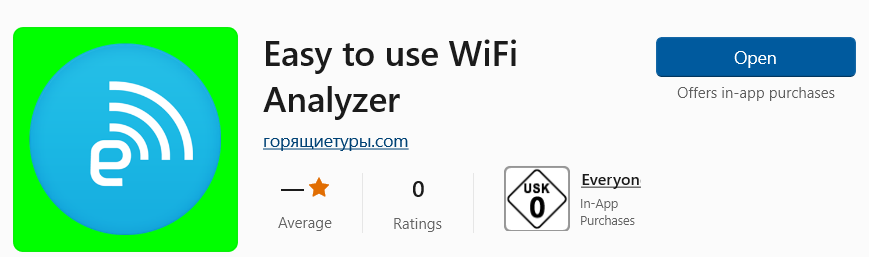 Easy to use WiFi
Analyzer
Open
Offers in-app purchases
горящиетуры.com
e
— ★
Average
0
Ratings
USK
0
Everyon
In-App
Purchases